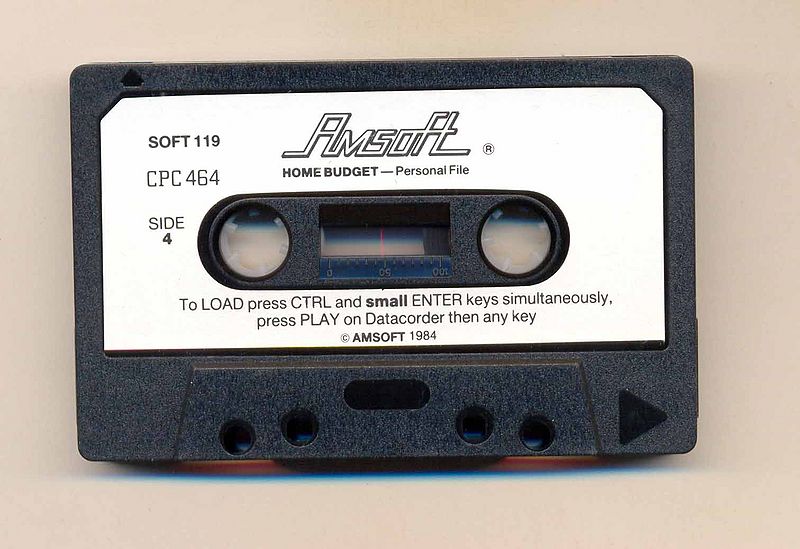 SOFT 119
Amsoft ®
CPC 464
HOME BUDGET — Personal File
SIDE
4
0 50 100
To LOAD press CTRL and small ENTER keys simultaneously,
press PLAY on Datacorder then any key
© AMSOFT 1984